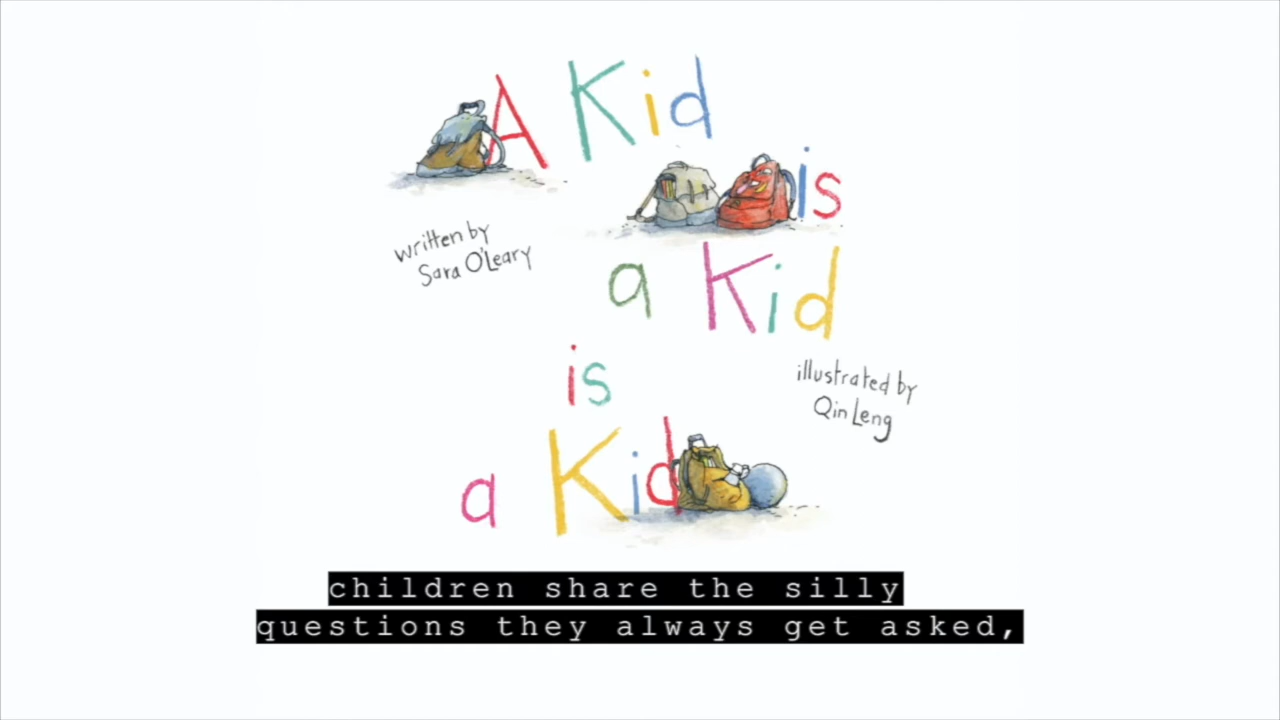 A Kid
is
written by
Sara O'Leary
a Kid
is
illustrated by
Qin Leng
a Kid
children share the silly
questions they always get asked,